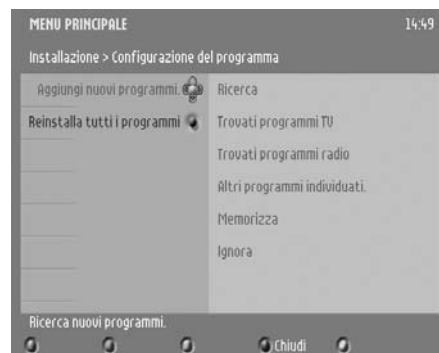 MENU PRINCIPALE 14:49
Installazione > Configurazione del programma
Aggiungi nuovi programmi.
Reinstalla tutti i programmi
Ricerca
Trovati programmi TV
Trovati programmi radio
Altri programmi individuati.
Memorizza
Ignora
Ricerca nuovi programmi.
Chiudi